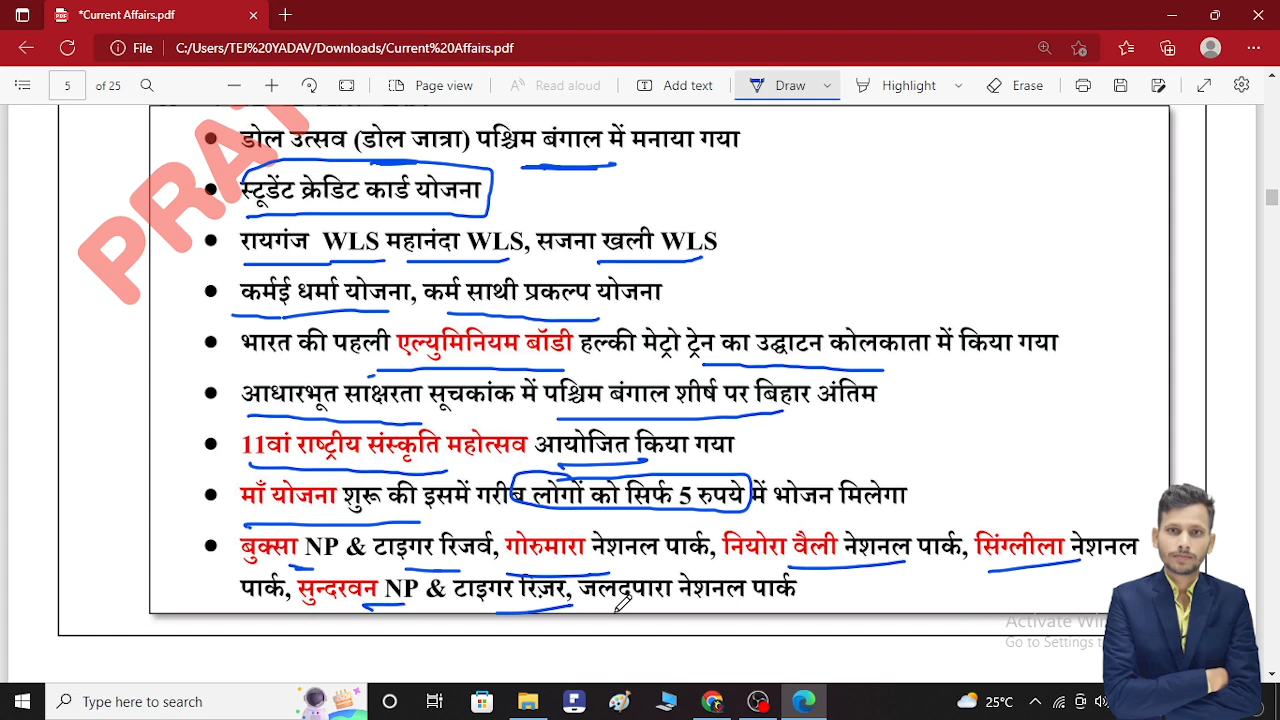 *Current Affairs.pdf
File C:/Users/TEJ%20YADAV/Downloads/Current%20Affairs.pdf
5 of 25 Page view Read aloud Add text Draw Highlight Erase
PRAT
डोल उत्सव (डोल जात्रा) पश्चिम बंगाल में मनाया गया
स्टूडेंट क्रेडिट कार्ड योजना
रायगंज WLS महानंदा WLS, सजना खली WLS
कर्मई धर्मा योजना, कर्म साथी प्रकल्प योजना
भारत की पहली एल्युमिनियम बॉडी हल्की मेट्रो ट्रेन का उद्घाटन कोलकाता में किया गया
आधारभूत साक्षरता सूचकांक में पश्चिम बंगाल शीर्ष पर बिहार अंतिम
11वां राष्ट्रीय संस्कृति महोत्सव आयोजित किया गया
माँ योजना शुरू की इसमें गरीब लोगों को सिर्फ 5 रुपये में भोजन मिलेगा
बुक्सा NP & टाइगर रिजर्व, गोरुमारा नेशनल पार्क, नियोरा वैली नेशनल पार्क, सिंग्लीला नेशनल
पार्क, सुन्दरवन NP & टाइगर रिज़र, जलदपारा नेशनल पार्क
Activate Win
Go to Settings t
Type here to search 25°C